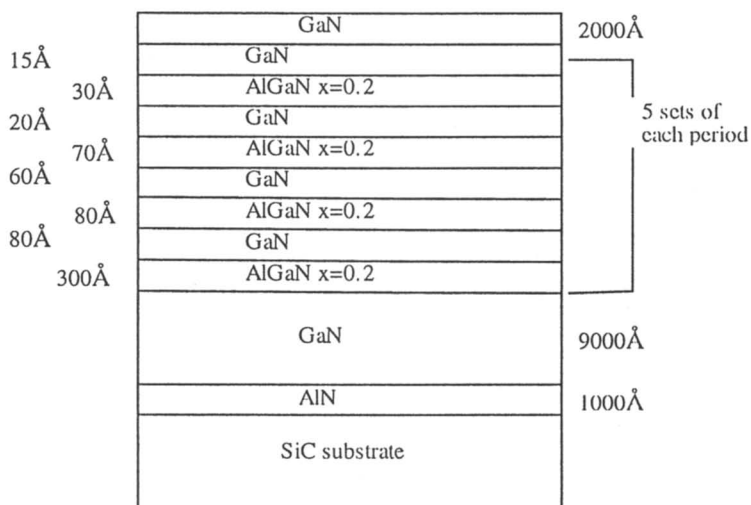 GaN 2000Å
15Å GaN
30Å AlGaN x=0.2
20Å GaN
70Å AlGaN x=0.2
60Å GaN
80Å AlGaN x=0.2
80Å GaN
300Å AlGaN x=0.2
5 sets of
each period
GaN 9000Å
AlN 1000Å
SiC substrate